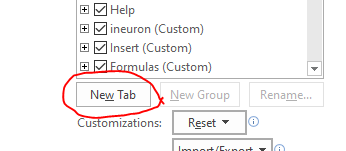 Help
ineuron (Custom)
Insert (Custom)
Formulas (Custom)
New Tab New Group Rename...
Customizations: Reset
Import/Export